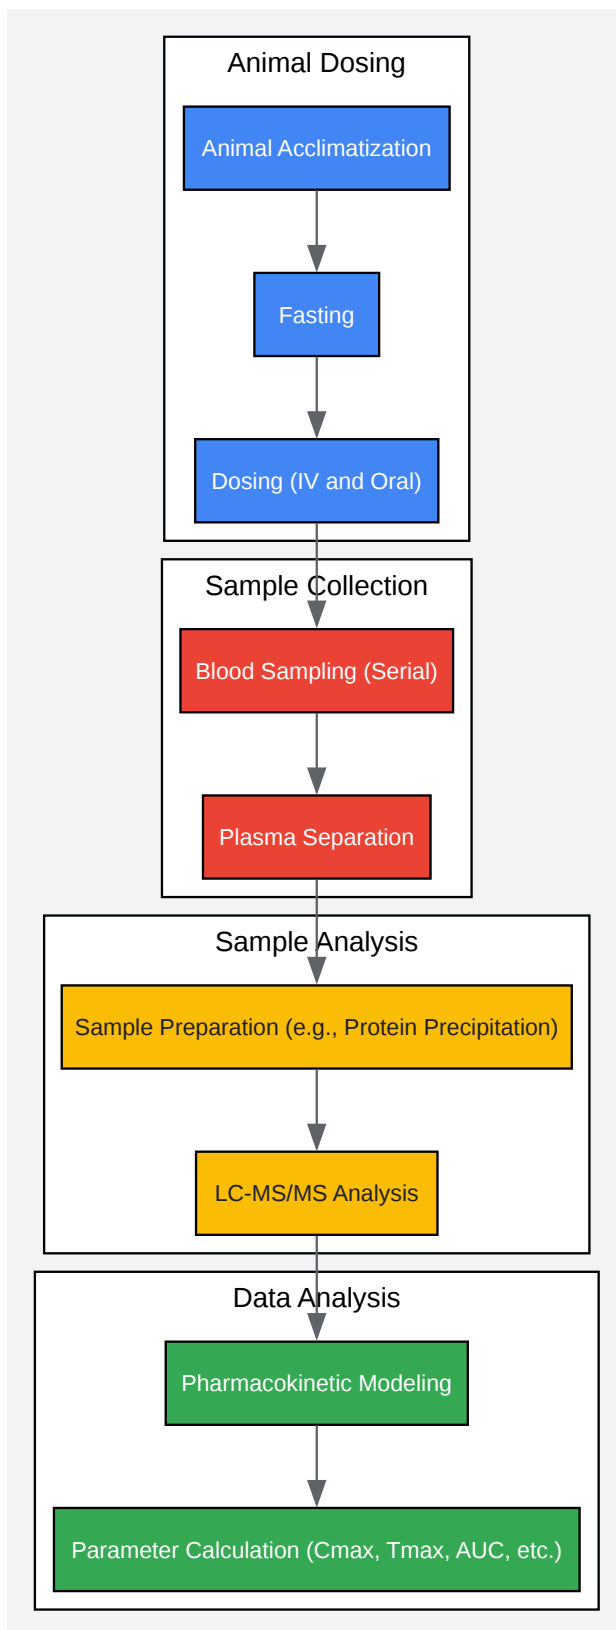 Animal Dosing
Animal Acclimatization
Fasting
Dosing (IV and Oral)
Sample Collection
Blood Sampling (Serial)
Plasma Separation
Sample Analysis
Sample Preparation (e.g., Protein Precipitation)
LC-MS/MS Analysis
Data Analysis
Pharmacokinetic Modeling
Parameter Calculation (Cmax, Tmax, AUC, etc.)